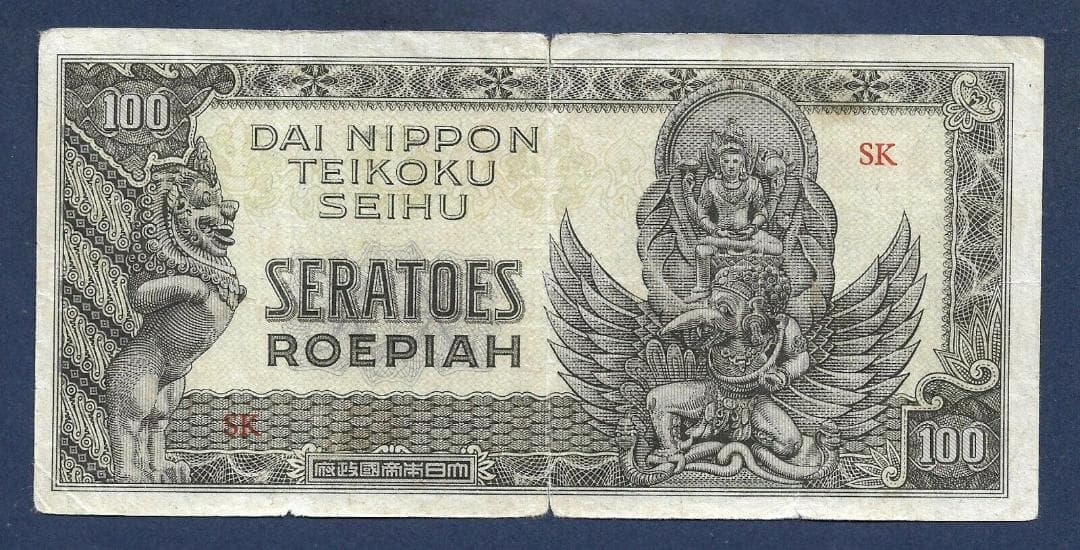 100
DAI NIPPON
TEIKOKU
SEIHU
SK
SERATOES
ROEPIAH
SK
府政國帝本日大
100